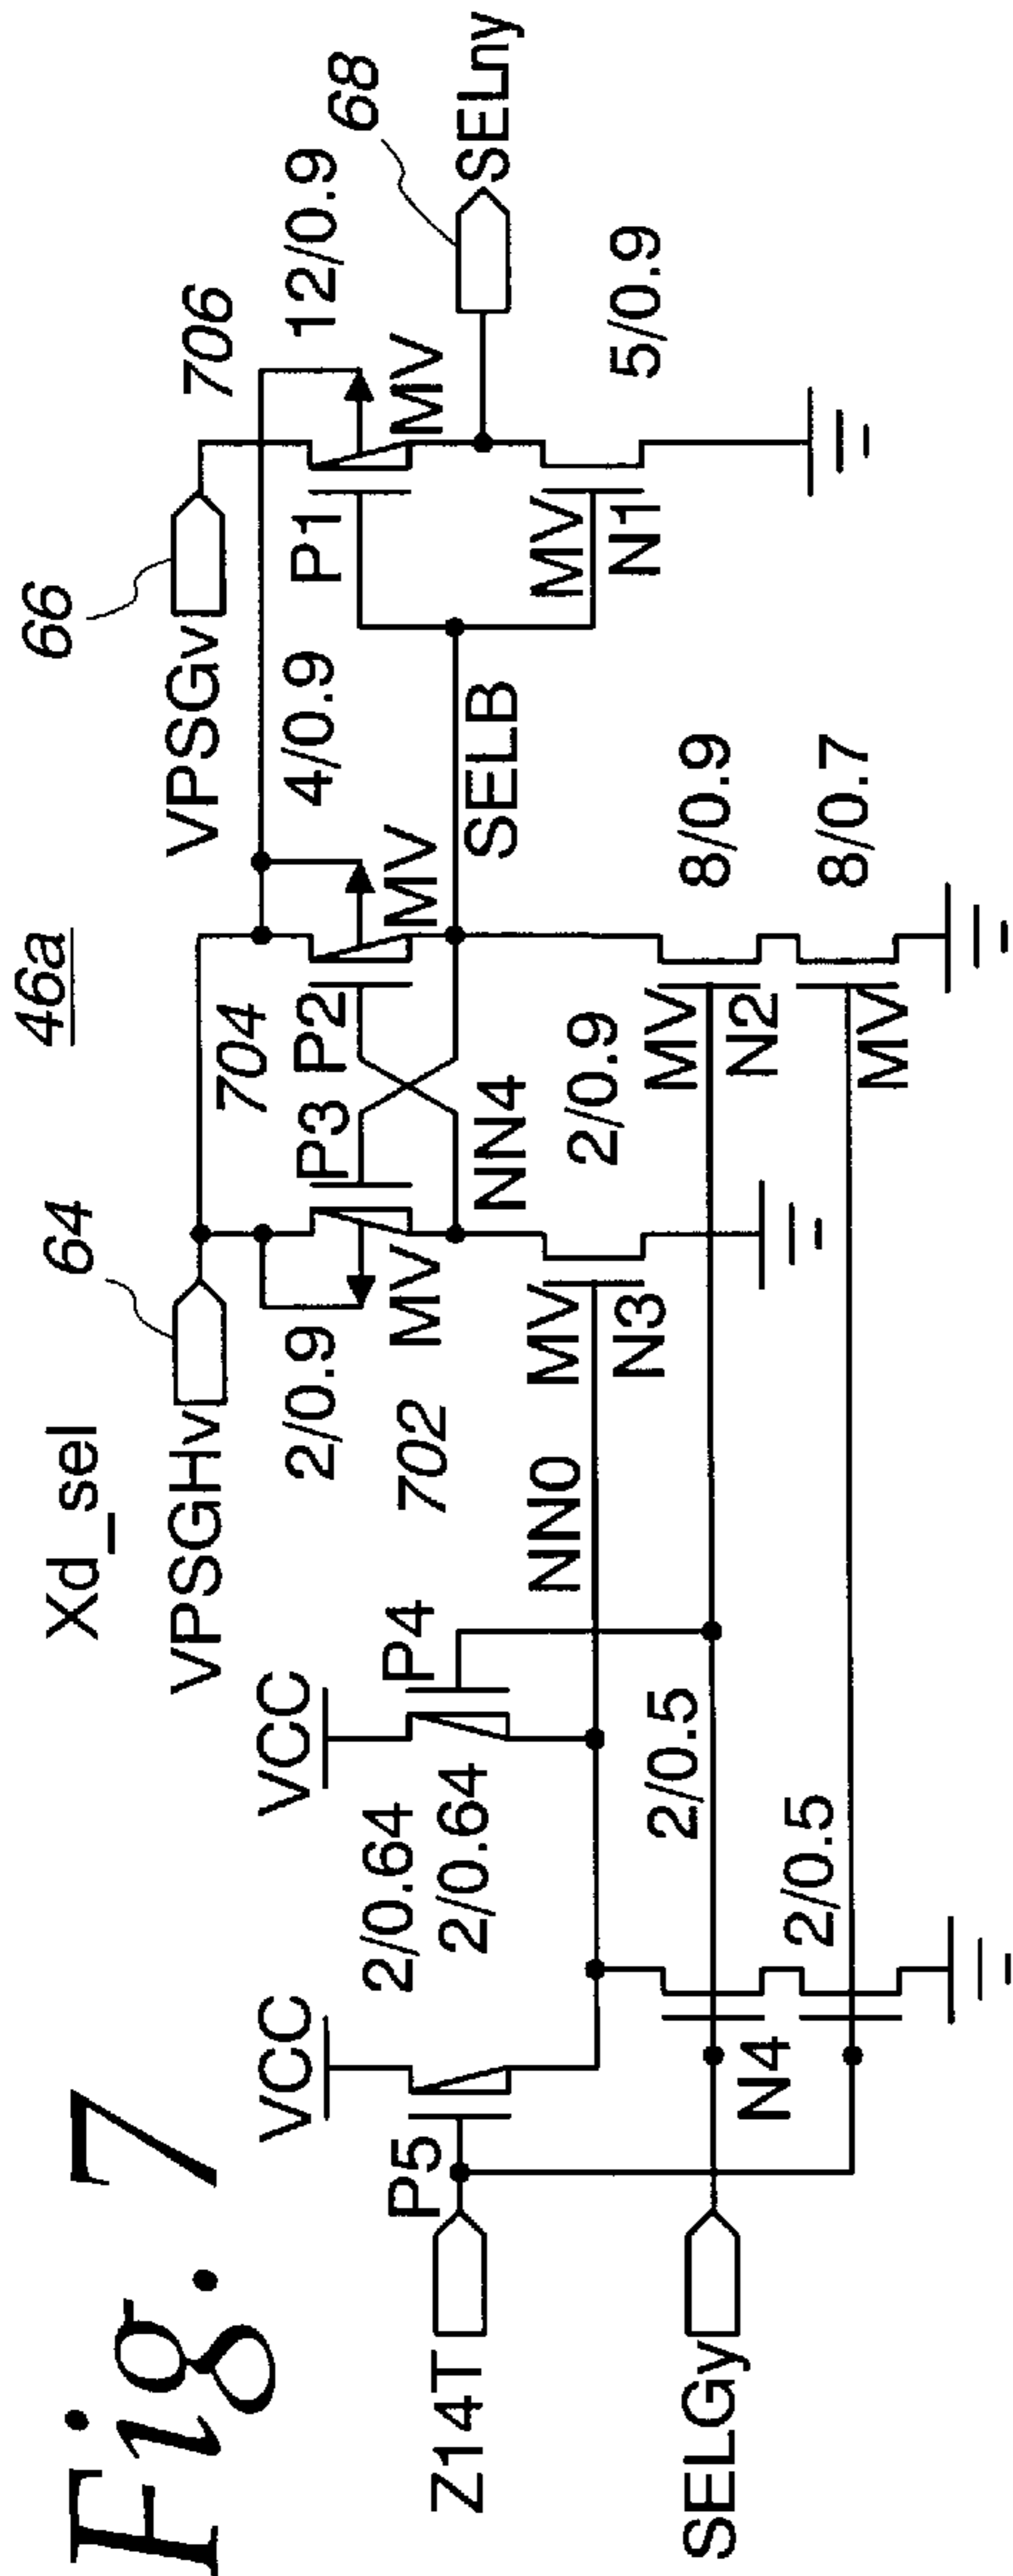 Fig. 7
Xd_sel
46a
64
66
68
VPSGHv
VPSGv
706
VCC
VCC
2/0.9
704
4/0.9
12/0.9
P5
2/0.64
2/0.64
P4
702
MV
P3
P2
MV
P1
MV
Z14T
SELny
NN0
MV
N3
NN4
2/0.9
SELB
MV
N1
5/0.9
SELGy
N4
2/0.5
2/0.5
MV
N2
8/0.9
MV
8/0.7